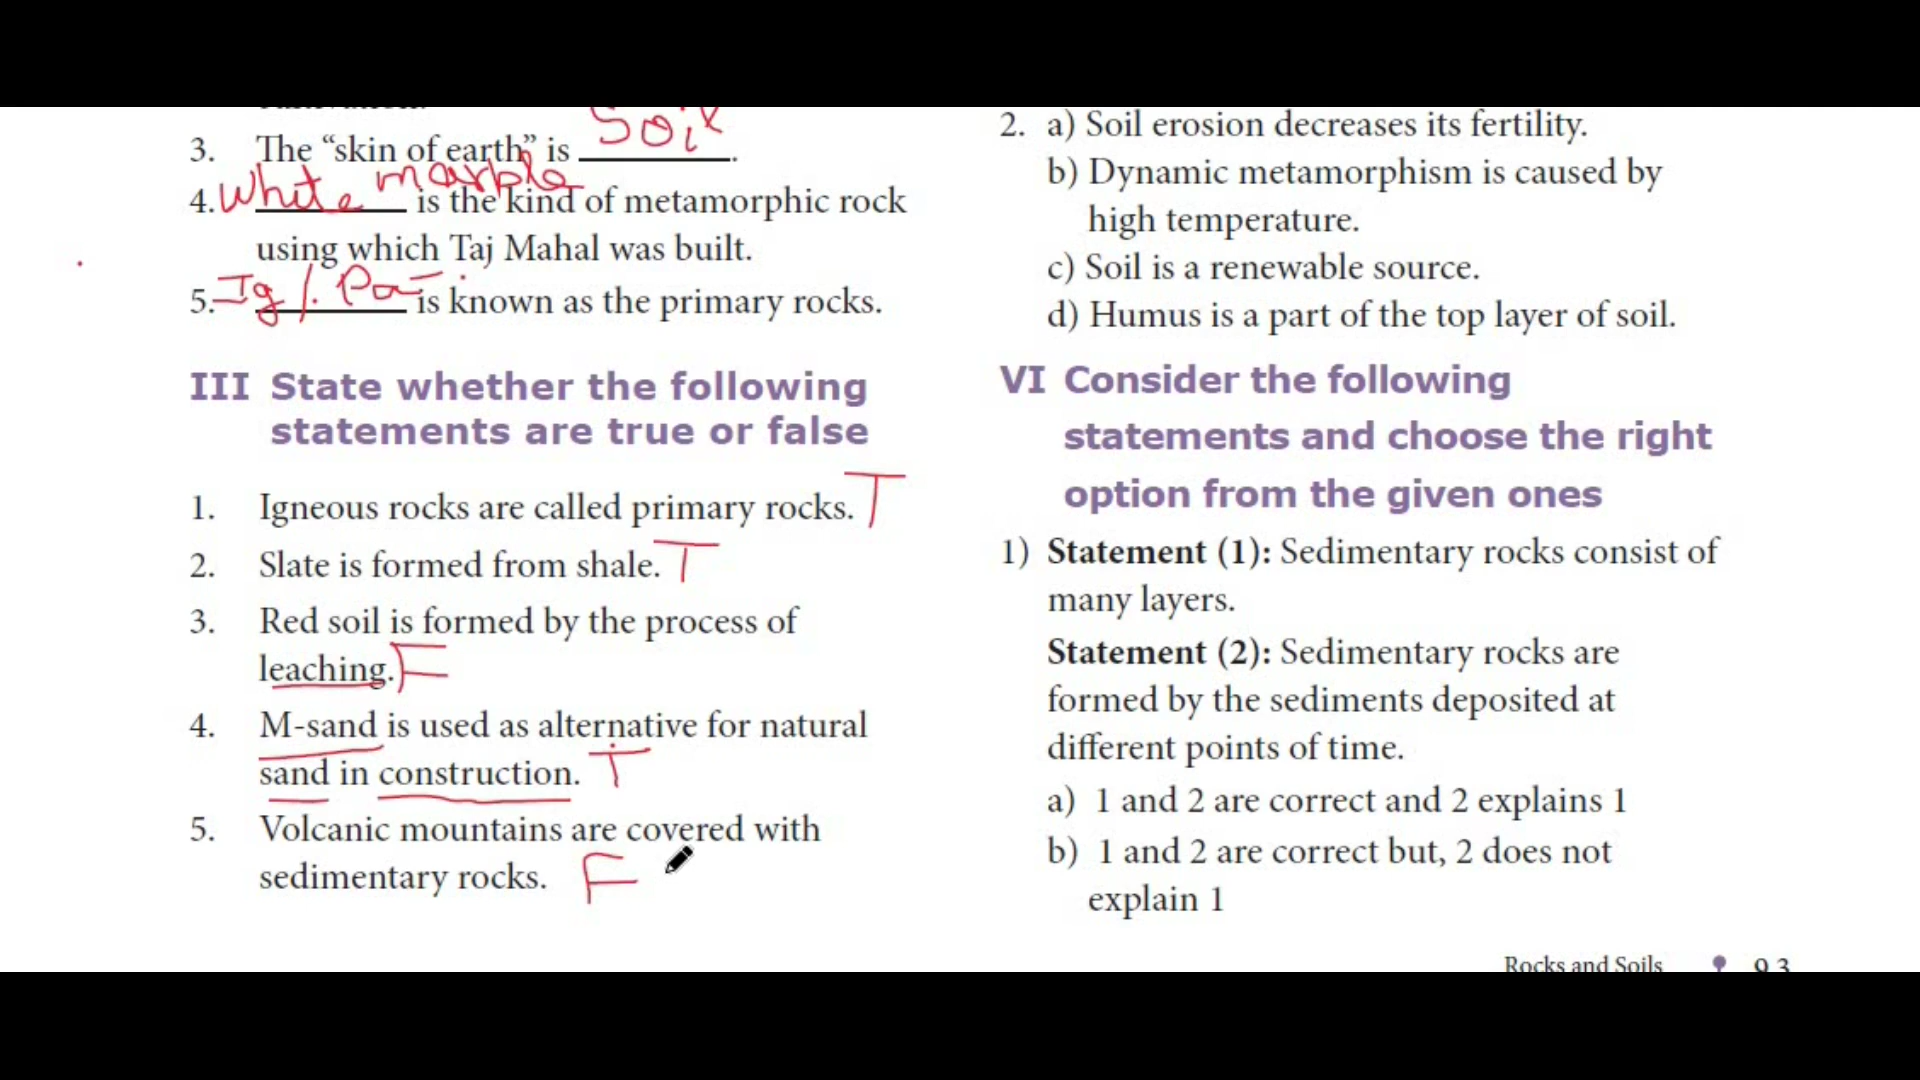 3. The “skin of earth” is Soil.
4. White marble is the kind of metamorphic rock
using which Taj Mahal was built.
5. Ig /. is known as the primary rocks.
III State whether the following
statements are true or false
1. Igneous rocks are called primary rocks. T
2. Slate is formed from shale. T
3. Red soil is formed by the process of
leaching. F
4. M-sand is used as alternative for natural
sand in construction. T
5. Volcanic mountains are covered with
sedimentary rocks. F
2. a) Soil erosion decreases its fertility.
b) Dynamic metamorphism is caused by
high temperature.
c) Soil is a renewable source.
d) Humus is a part of the top layer of soil.
VI Consider the following
statements and choose the right
option from the given ones
1) Statement (1): Sedimentary rocks consist of
many layers.
Statement (2): Sedimentary rocks are
formed by the sediments deposited at
different points of time.
a) 1 and 2 are correct and 2 explains 1
b) 1 and 2 are correct but, 2 does not
explain 1
Rocks and Soils 93